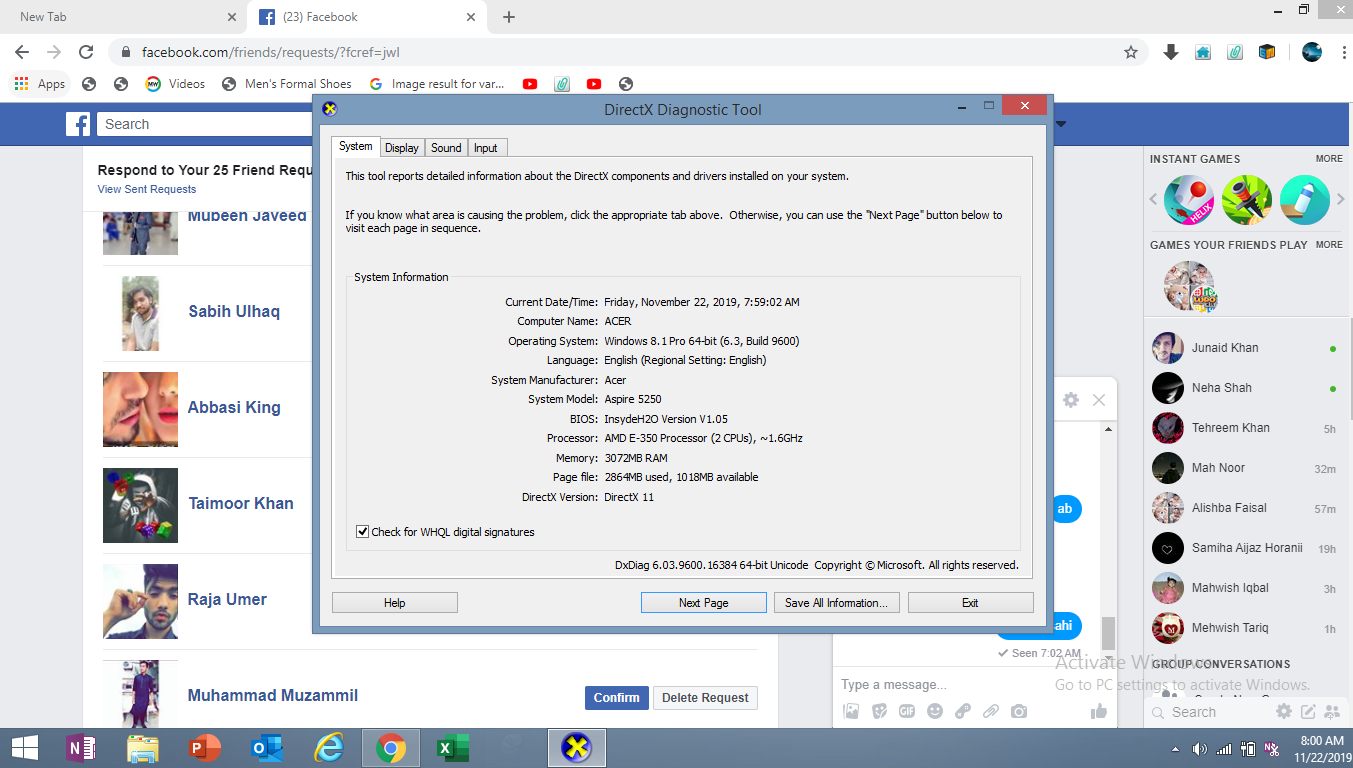 New Tab
(23) Facebook
facebook.com/friends/requests/?fcref=jwl
Apps
Videos
Men's Formal Shoes
Image result for var...
Search
Respond to Your 25 Friend Requ
View Sent Requests
Mubeen Javeed
Sabih Ulhaq
Abbasi King
Taimoor Khan
Raja Umer
Muhammad Muzammil
Confirm
Delete Request
DirectX Diagnostic Tool
System
Display
Sound
Input
This tool reports detailed information about the DirectX components and drivers installed on your system.
If you know what area is causing the problem, click the appropriate tab above. Otherwise, you can use the "Next Page" button below to
visit each page in sequence.
System Information
Current Date/Time: Friday, November 22, 2019, 7:59:02 AM
Computer Name: ACER
Operating System: Windows 8.1 Pro 64-bit (6.3, Build 9600)
Language: English (Regional Setting: English)
System Manufacturer: Acer
System Model: Aspire 5250
BIOS: InsydeH2O Version V1.05
Processor: AMD E-350 Processor (2 CPUs), ~1.6GHz
Memory: 3072MB RAM
Page file: 2864MB used, 1018MB available
DirectX Version: DirectX 11
Check for WHQL digital signatures
DxDiag 6.03.9600.16384 64-bit Unicode Copyright © Microsoft. All rights reserved.
Help
Next Page
Save All Information...
Exit
ab
ahi
Seen 7:02 AM
Type a message...
GIF
INSTANT GAMES
MORE
HELIX
GAMES YOUR FRIENDS PLAY
MORE
LUDO
Junaid Khan
Neha Shah
Tehreem Khan 5h
Mah Noor 32m
Alishba Faisal 57m
Samiha Aijaz Horanii 19h
Mahwish Iqbal 3h
Mehwish Tariq 1h
GROUP CONVERSATIONS
Search
Activate Windows
Go to PC settings to activate Windows.
8:00 AM
11/22/2019